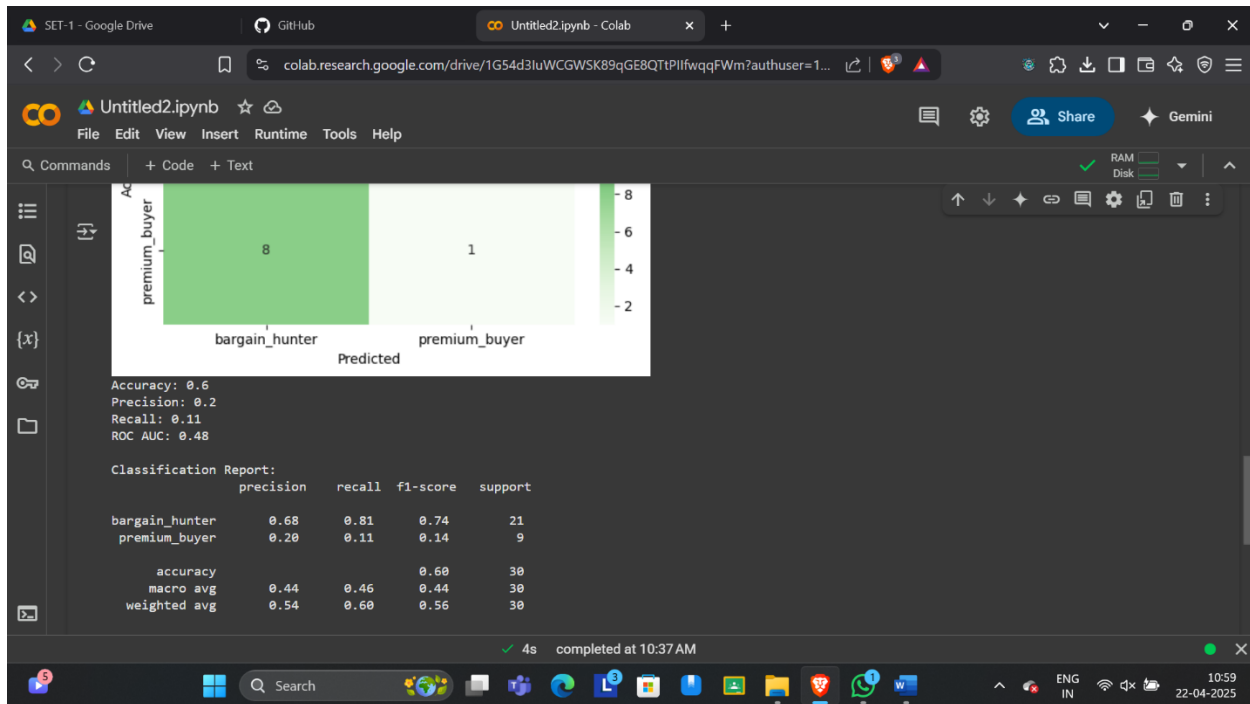 SET-1 - Google Drive
GitHub
Untitled2.ipynb - Colab
colab.research.google.com/drive/1G54d3IuWCGWSK89qGE8QTtPIIfwqqFWm?authuser=1...
3
CO
Untitled2.ipynb
File Edit View Insert Runtime Tools Help
Share
Gemini
Commands
+ Code + Text
RAM
Disk
premium_buyer
8
1
8
6
4
2
bargain_hunter premium_buyer
Predicted
Accuracy: 0.6
Precision: 0.2
Recall: 0.11
ROC AUC: 0.48
Classification Report:
precision recall f1-score support
bargain_hunter 0.68 0.81 0.74 21
premium_buyer 0.20 0.11 0.14 9
accuracy 0.60 30
macro avg 0.44 0.46 0.44 30
weighted avg 0.54 0.60 0.56 30
4s completed at 10:37 AM
5
Search
3
1
ENG
IN
10:59
22-04-2025